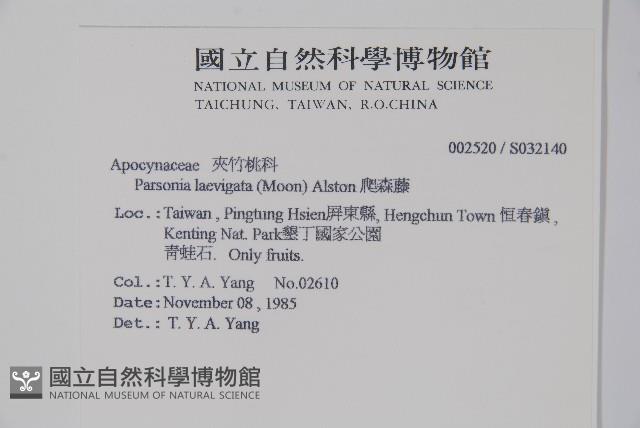 國立自然科學博物館
NATIONAL MUSEUM OF NATURAL SCIENCE
TAICHUNG, TAIWAN, R.O.CHINA
002520 / S032140
Apocynaceae 夾竹桃科
Parsonia laevigata (Moon) Alston 爬森藤
Loc.: Taiwan , Pingtung Hsien屏東縣, Hengchun Town 恆春鎮 ,
Kenting Nat. Park墾丁國家公園
青蛙石. Only fruits.
Col.: T. Y. A. Yang No.02610
Date: November 08 , 1985
Det.: T. Y. A. Yang
國立自然科學博物館
NATIONAL MUSEUM OF NATURAL SCIENCE